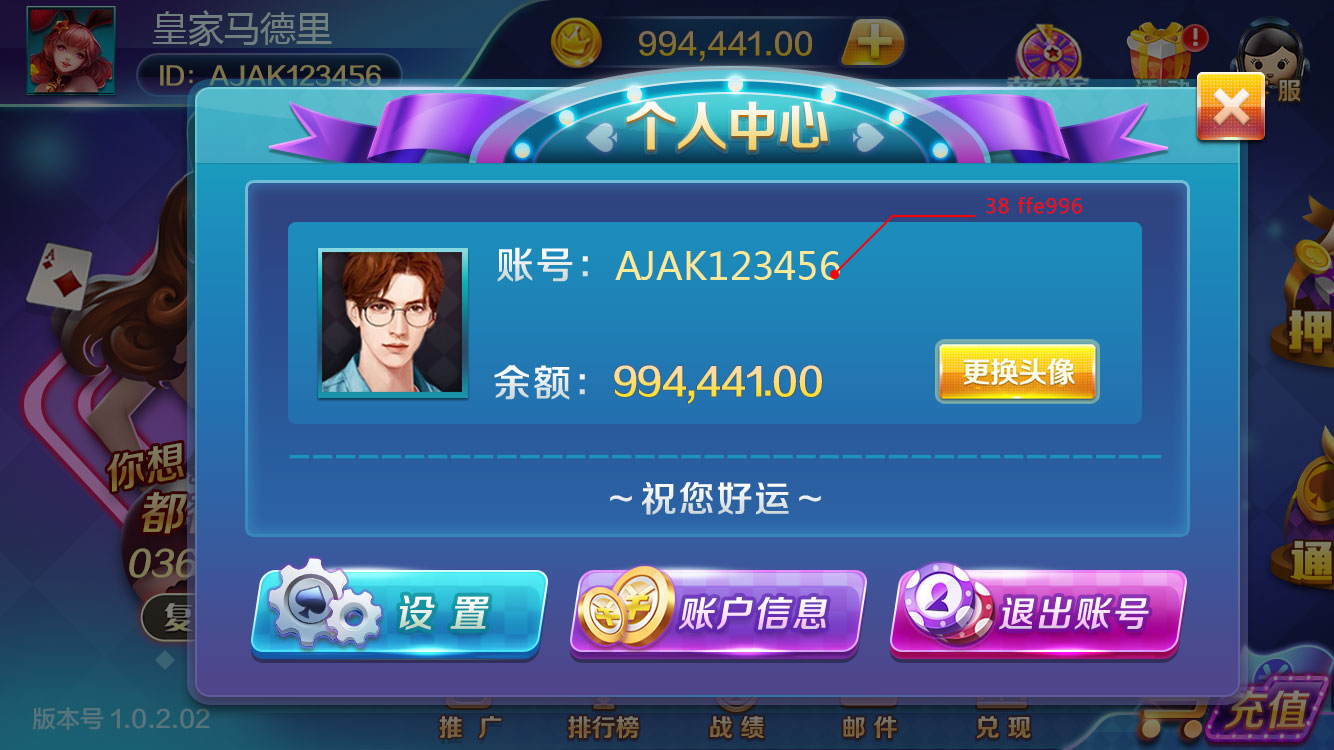 皇家马德里
ID: AJAK123456
994,441.00
服
个人中心
38 ffe996
账号: AJAK123456
余额: 994,441.00
更换头像
~祝您好运~
设置
账户信息
退出账号
A
你想
都
036
复
押
通
版本号 1.0.2.02
推广
排行榜
战绩
邮件
兑现
充值